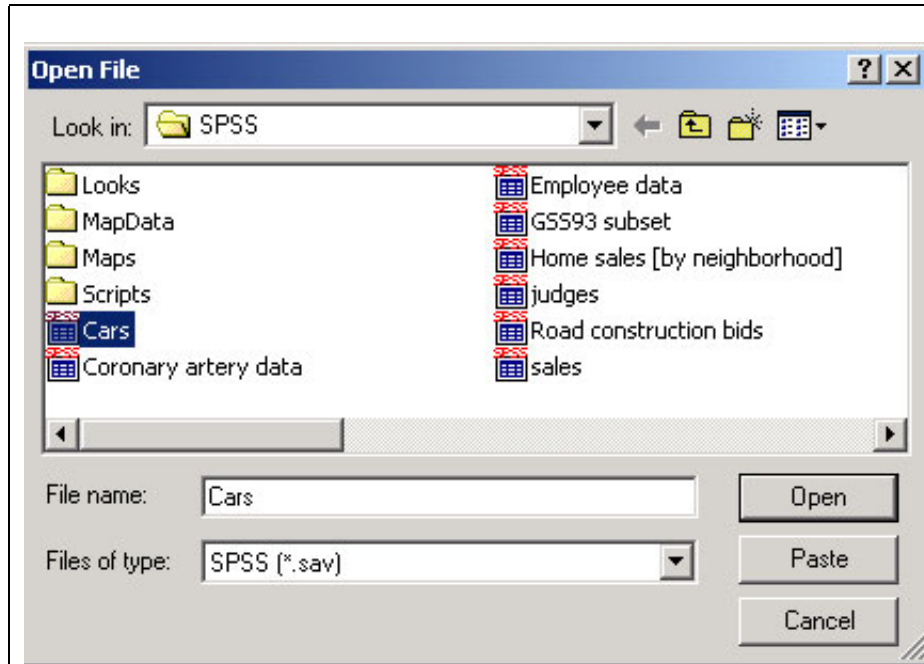 Open File
Look in: SPSS
Looks
MapData
Maps
Scripts
Cars
Coronary artery data
Employee data
GSS93 subset
Home sales [by neighborhood]
judges
Road construction bids
sales
File name: Cars Open
Files of type: SPSS (*.sav) Paste
Cancel